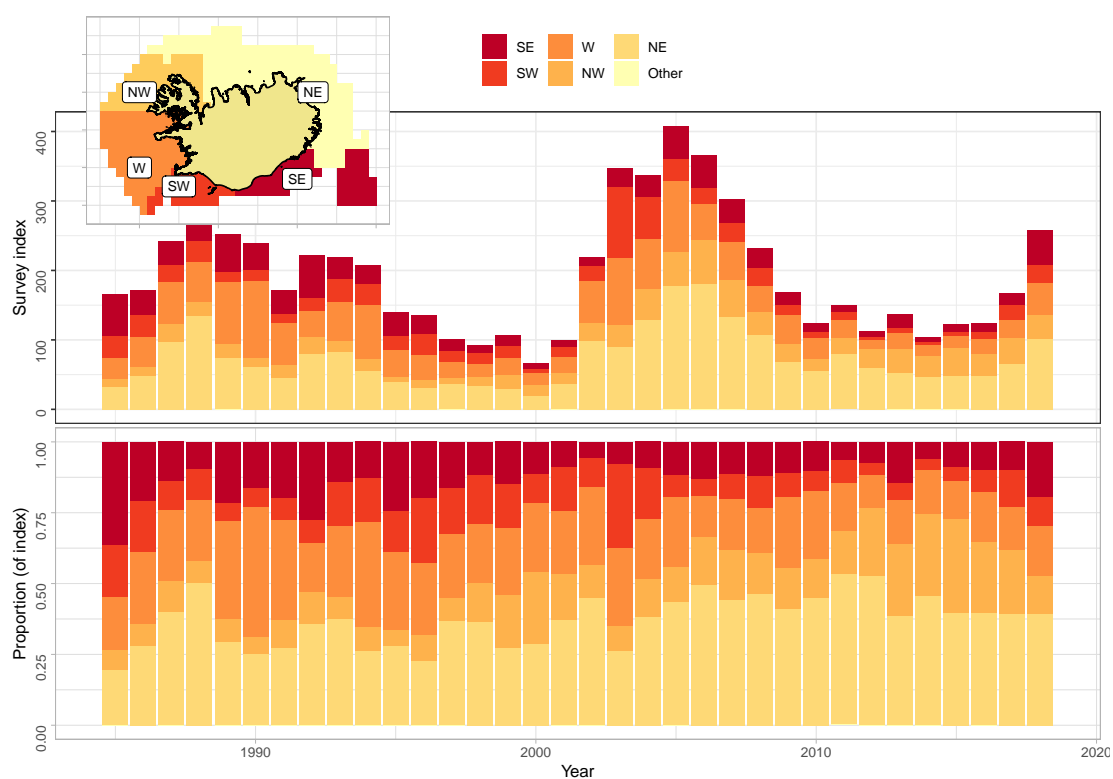 SE W NE
SW NW Other
NW NE
W SW SE
Survey index
400
300
200
100
0
Proportion (of index)
1.00
0.75
0.50
0.25
0.00
1990 2000 2010 2020
Year